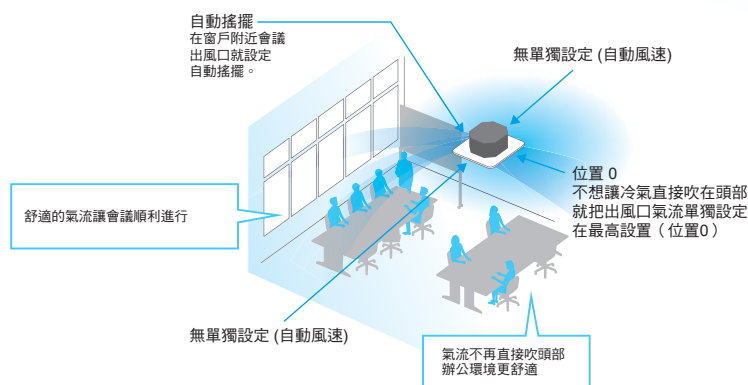 自動搖擺
在窗戶附近會議
出風口就設定
自動搖擺。
無單獨設定 (自動風速)
位置 0
不想讓冷氣直接吹在頭部
就把出風口氣流單獨設定
在最高設置（位置0）
舒適的氣流讓會議順利進行
無單獨設定 (自動風速)
氣流不再直接吹頭部
辦公環境更舒適